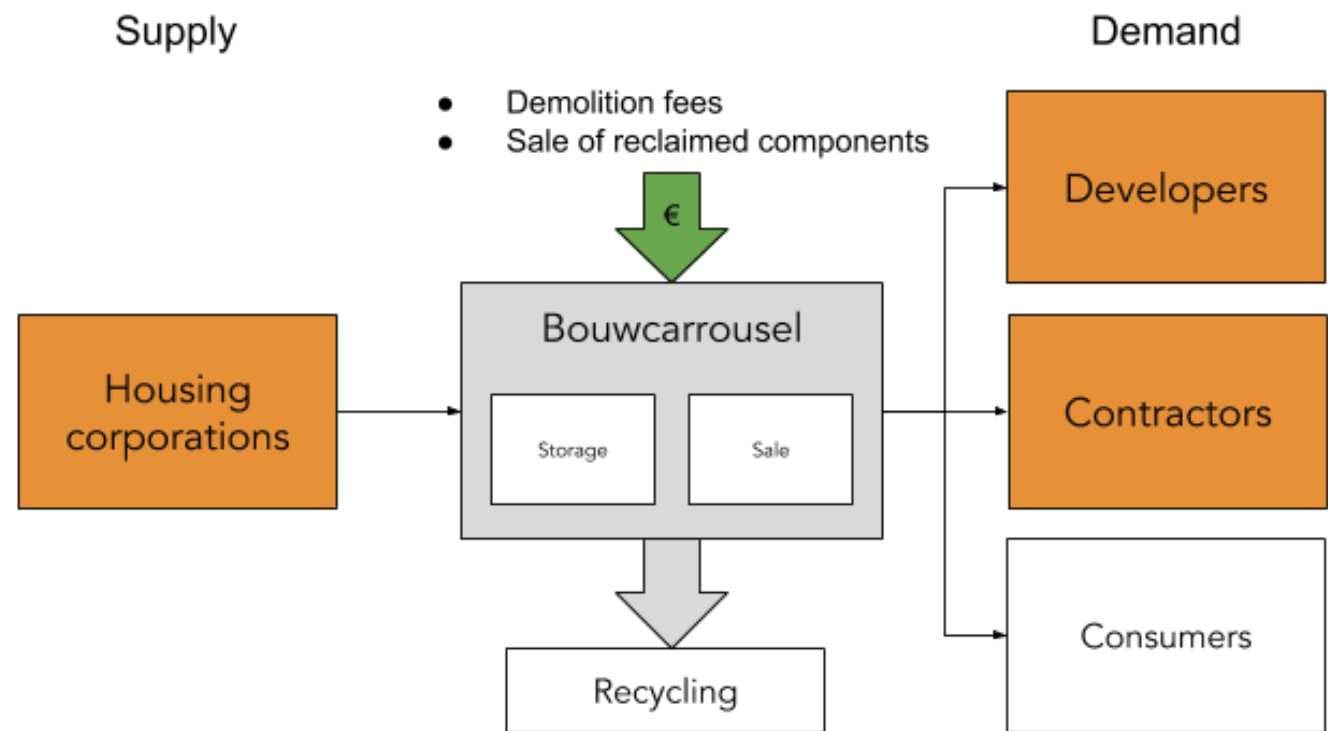 Supply
Demand
● Demolition fees
● Sale of reclaimed components
€
Developers
Bouwcarrousel
Housing
corporations
Storage
Sale
Contractors
Consumers
Recycling